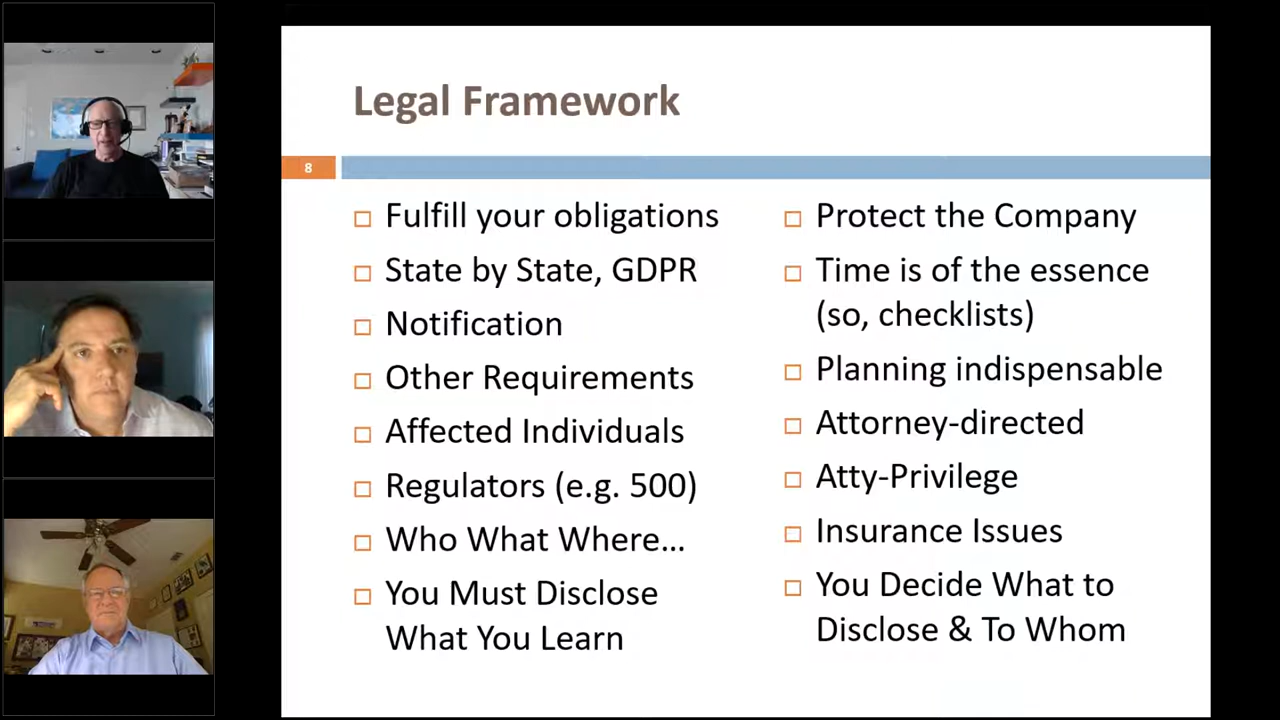 Legal Framework
8
Fulfill your obligations
State by State, GDPR
Notification
Other Requirements
Affected Individuals
Regulators (e.g. 500)
Who What Where...
You Must Disclose
What You Learn
Protect the Company
Time is of the essence
(so, checklists)
Planning indispensable
Attorney-directed
Atty-Privilege
Insurance Issues
You Decide What to
Disclose & To Whom